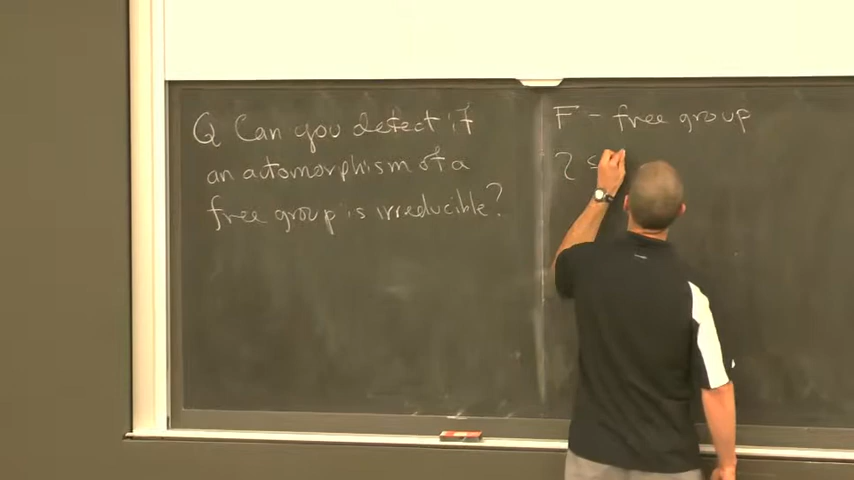 Q Can you detect if
an automorphism of a
free group is irreducible?
F - free group